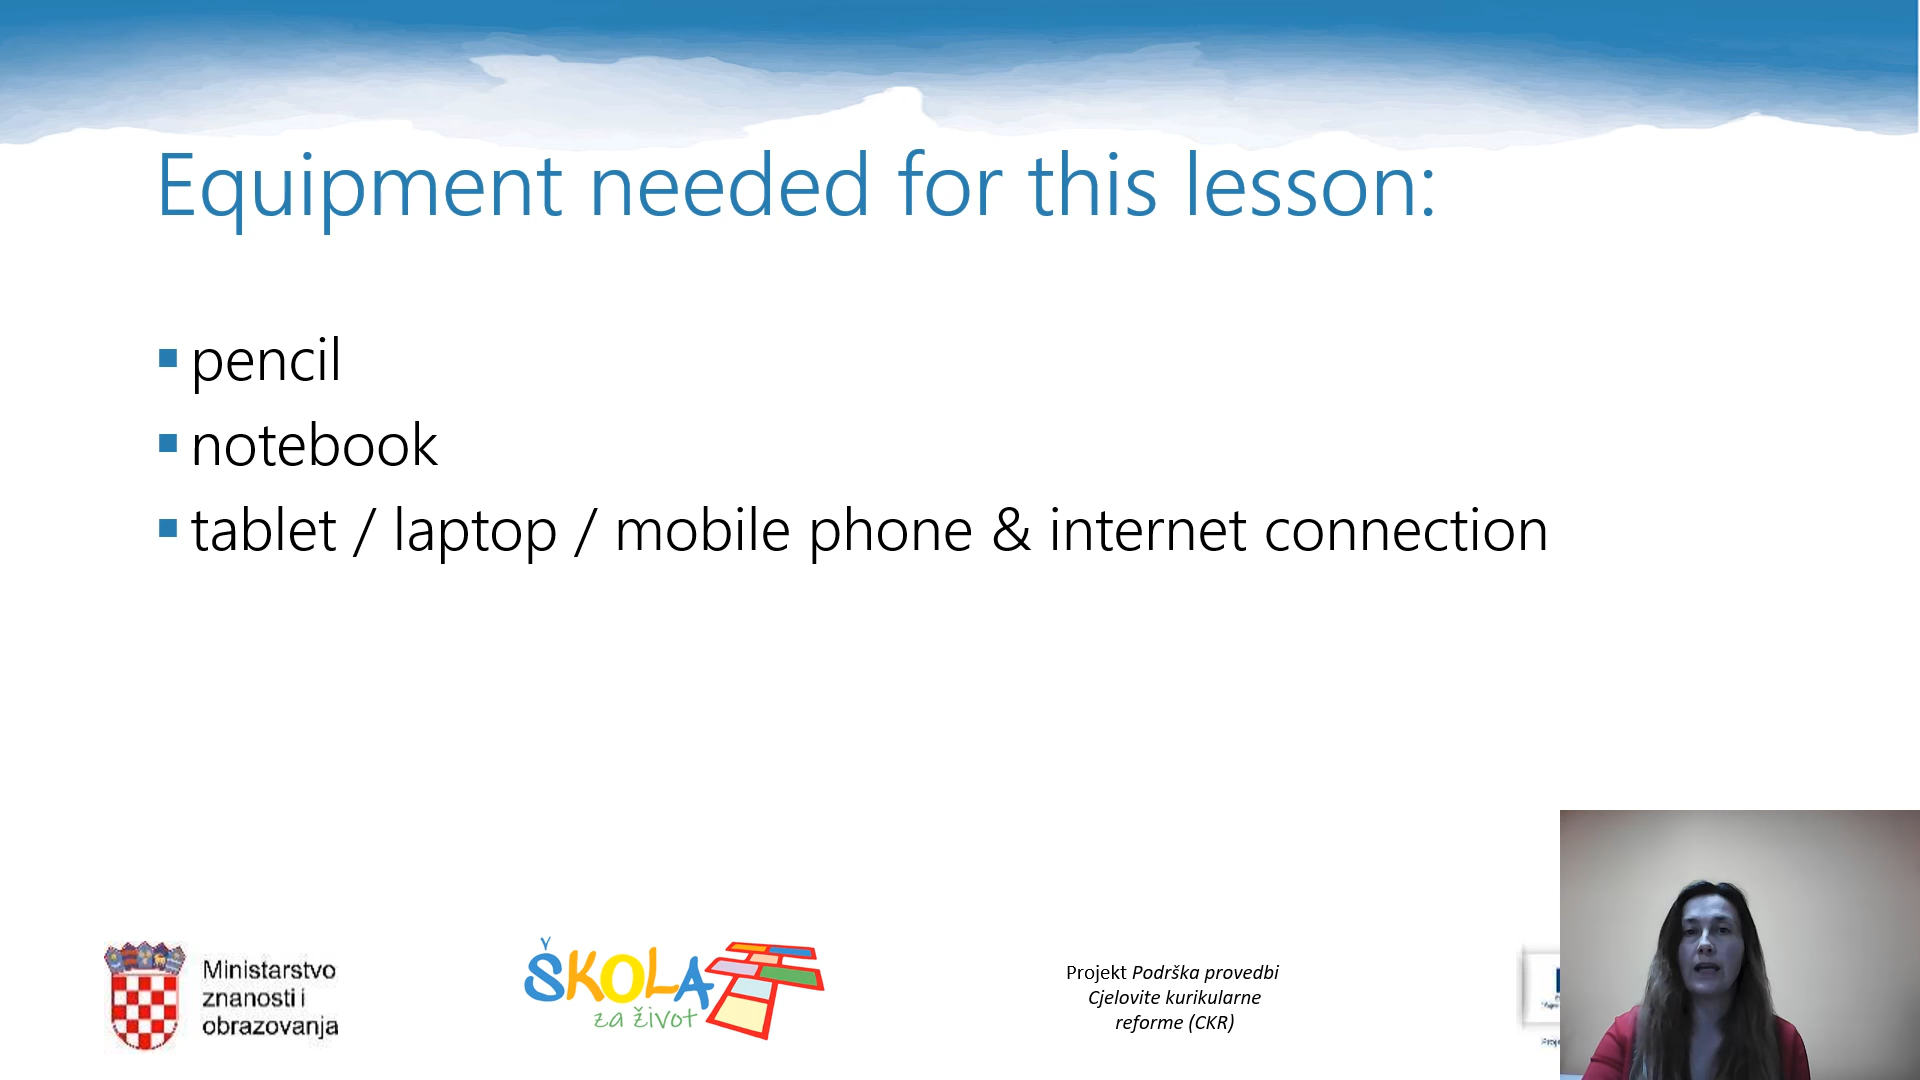 Equipment needed for this lesson:
pencil
notebook
tablet / laptop / mobile phone & internet connection
Ministarstvo
znanosti i
obrazovanja
ŠKOLA
za život
Projekt Podrška provedbi
Cjelovite kurikularne
reforme (CKR)